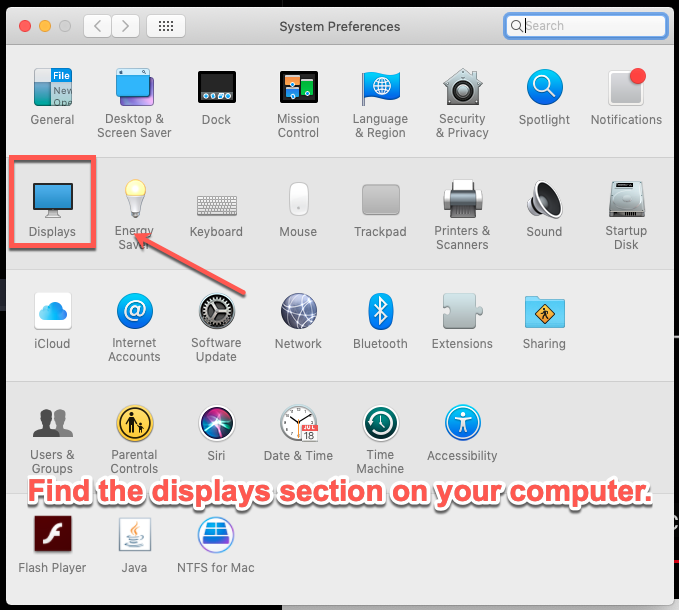 System Preferences
Search
File
New
Ope
General
Desktop &
Screen Saver
Dock
Mission
Control
Language
& Region
Security
& Privacy
Spotlight
Notifications
Displays
Energy
Saver
Keyboard
Mouse
Trackpad
Printers &
Scanners
Sound
Startup
Disk
iCloud
Internet
Accounts
Software
Update
Network
Bluetooth
Extensions
Sharing
JUL
18
Users &
Groups
Parental
Controls
Siri
Date & Time
Time
Machine
Accessibility
Find the displays section on your computer.
Flash Player
Java
NTFS for Mac